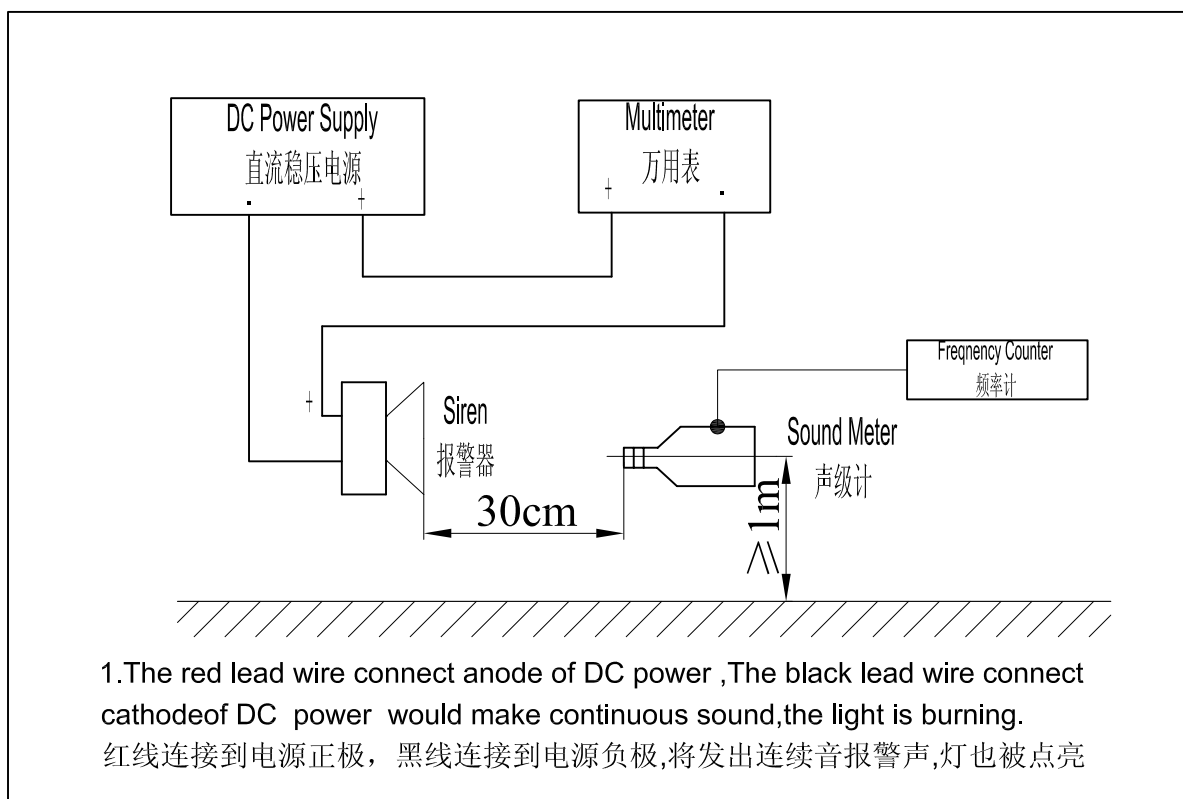 DC Power Supply
直流稳压电源
- +
Multimeter
万用表
+ -
Freqnency Counter
频率计
+
Siren
报警器
Sound Meter
声级计
30cm
≥1m
1.The red lead wire connect anode of DC power ,The black lead wire connect
cathodeof DC power would make continuous sound,the light is burning.
红线连接到电源正极，黑线连接到电源负极,将发出连续音报警声,灯也被点亮